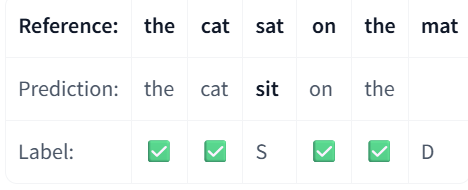 Reference: the cat sat on the mat
Prediction: the cat sit on the
Label: ✅ ✅ S ✅ ✅ D